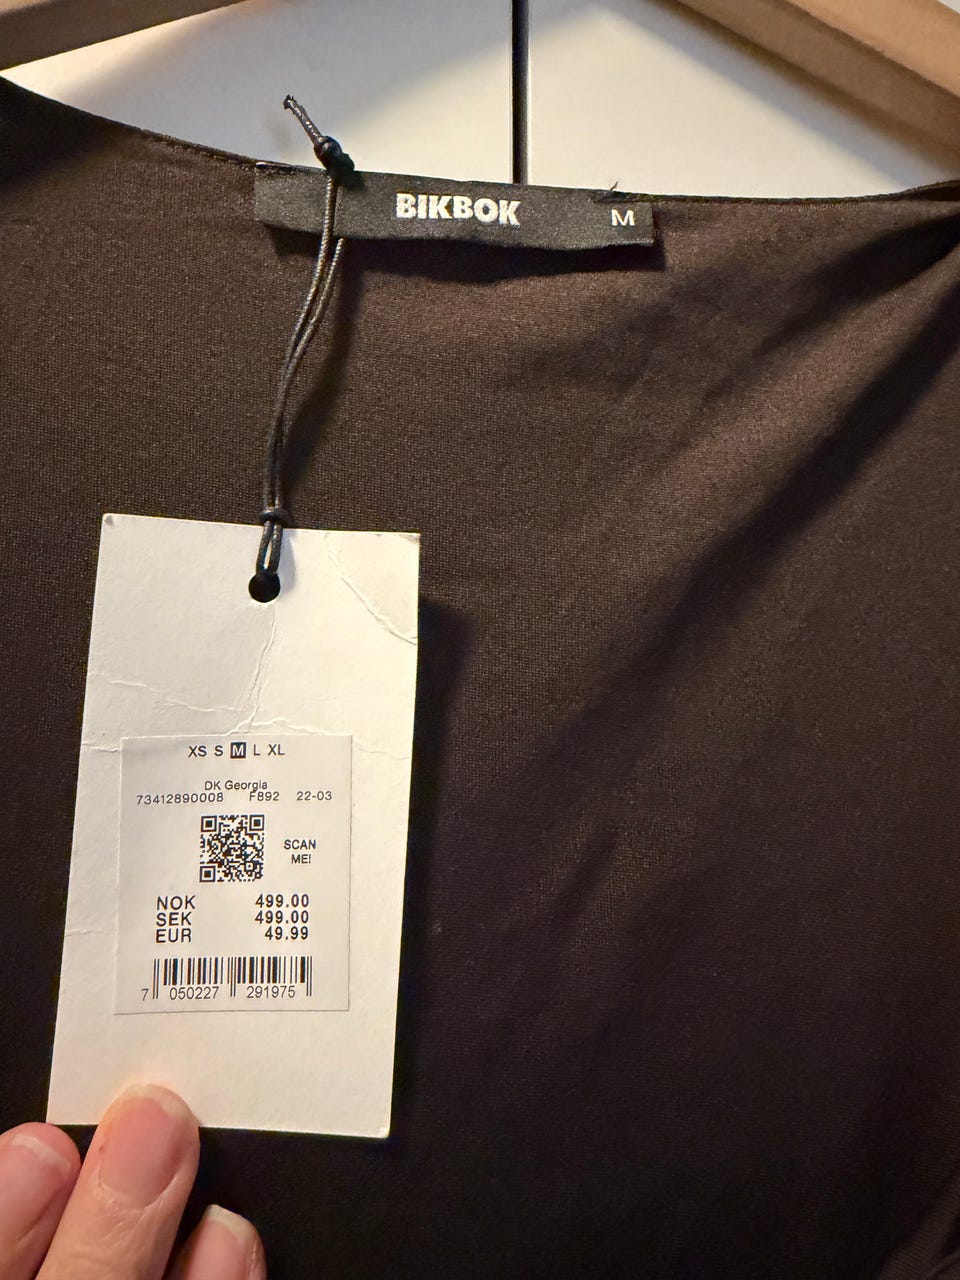 BIKBOK M
XS S M L XL
DK Georgia
73412890008 F892 22-03
SCAN
ME!
NOK 499.00
SEK 499.00
EUR 49.99
7 050227 291975